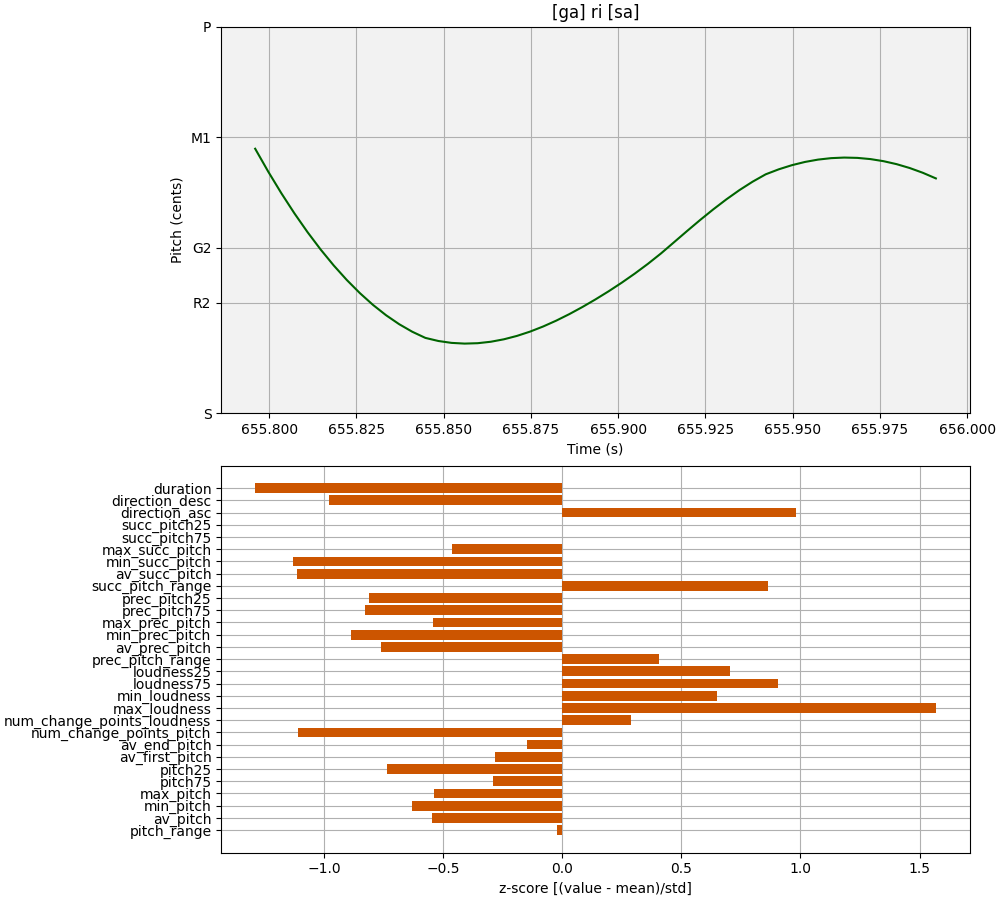 [ga] ri [sa]
P
M1
G2
R2
S
Pitch (cents)
655.800 655.825 655.850 655.875 655.900 655.925 655.950 655.975 656.000
Time (s)
duration
direction_desc
direction_asc
succ_pitch25
succ_pitch75
max_succ_pitch
min_succ_pitch
av_succ_pitch
succ_pitch_range
prec_pitch25
prec_pitch75
max_prec_pitch
min_prec_pitch
av_prec_pitch
prec_pitch_range
loudness25
loudness75
min_loudness
max_loudness
num_change_points_loudness
num_change_points_pitch
av_end_pitch
av_first_pitch
pitch25
pitch75
max_pitch
min_pitch
av_pitch
pitch_range
−1.0 −0.5 0.0 0.5 1.0 1.5
z-score [(value - mean)/std]